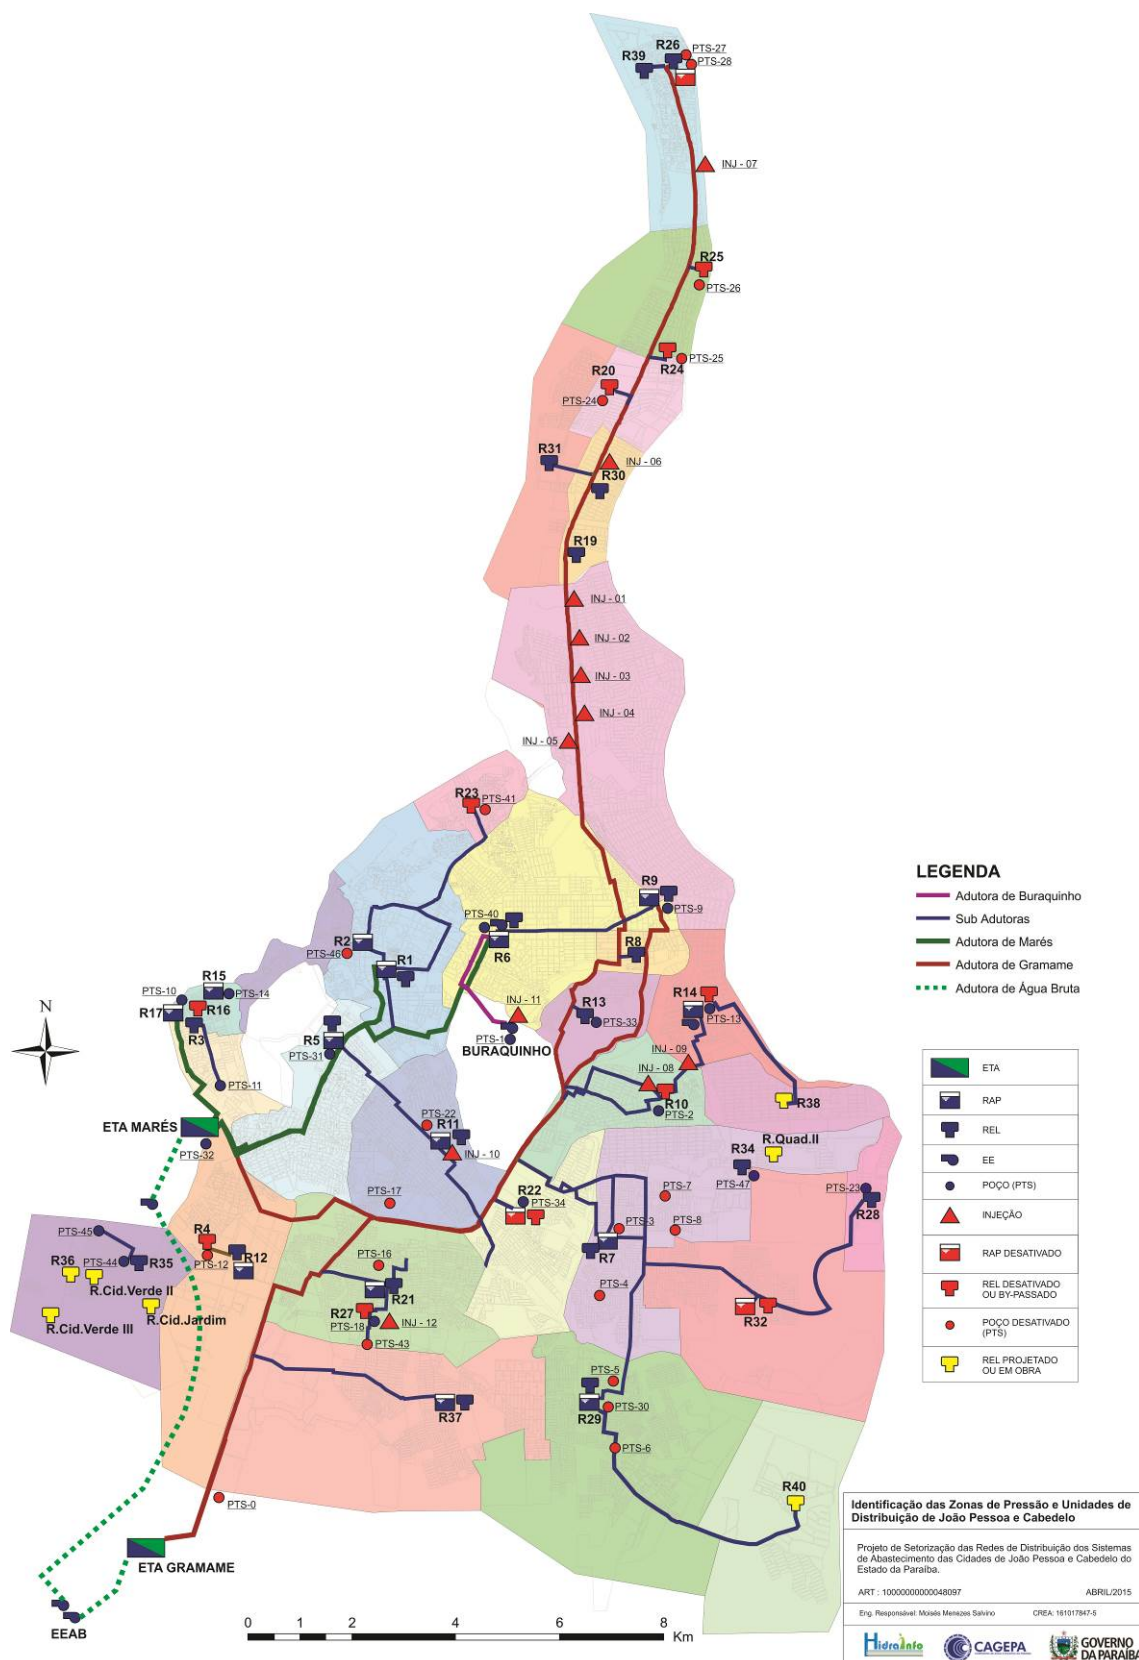 R26
PTS-27
R39
PTS-28
INJ - 07
R25
PTS-26
PTS-25
R24
R20
PTS-24
R31
INJ - 06
R30
R19
INJ - 01
INJ - 02
INJ - 03
INJ - 04
INJ - 05
R23
PTS-41
R9
PTS-9
PTS-40
R6
R8
R2
PTS-46
R1
R15
PTS-10
PTS-14
R17
R16
R3
PTS-11
N
R5
PTS-31
INJ - 11
PTS-1
BURAQUINHO
R13
PTS-33
R14
PTS-13
INJ - 09
INJ - 08
R10
PTS-2
R38
ETA MARÉS
PTS-32
PTS-22
R11
INJ - 10
R.Quad.II
R34
PTS-47
PTS-23
R28
PTS-17
R22
PTS-34
PTS-7
PTS-3
PTS-8
R7
PTS-4
R4
PTS-12
R12
PTS-45
PTS-44
R35
R36
R.Cid.Verde II
R.Cid.Verde III
R.Cid.Jardim
PTS-16
R21
R27
PTS-18
INJ - 12
PTS-43
R32
PTS-5
R29
PTS-30
PTS-6
R37
R40
PTS-0
ETA GRAMAME
EEAB
0 2 4 6 8
Km
LEGENDA
Adutora de Buraquinho
Sub Adutoras
Adutora de Marés
Adutora de Gramame
Adutora de Água Bruta
ETA
RAP
REL
EE
POÇO (PTS)
INJEÇÃO
RAP DESATIVADO
REL DESATIVADO
OU BY-PASSADO
POÇO DESATIVADO
(PTS)
REL PROJETADO
OU EM OBRA
Identificação das Zonas de Pressão e Unidades de
Distribuição de João Pessoa e Cabedelo
Projeto de Setorização das Redes de Distribuição dos Sistemas
de Abastecimento das Cidades de João Pessoa e Cabedelo do
Estado da Paraíba.
ART : 10000000000048097 ABRIL/2015
Eng. Responsável: Moisés Menezes Salvino CREA: 161017847-5
Hidrainfo
CAGEPA
GOVERNO
DA PARAÍBA